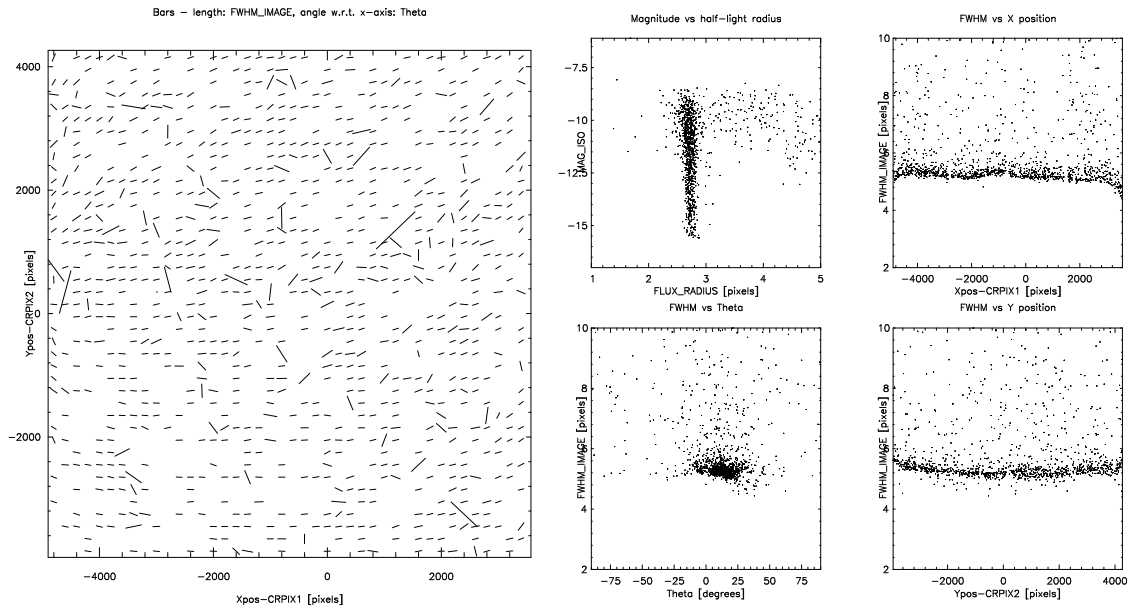 Bars - length: FWHM_IMAGE, angle w.r.t. x-axis: Theta
4000
2000
0
-2000
Ypos-CRPIX2 [pixels]
-4000 -2000 0 2000
Xpos-CRPIX1 [pixels]
Magnitude vs half-light radius
-7.5
-10
-12.5
-15
MAG_ISO
1 2 3 4 5
FLUX_RADIUS [pixels]
FWHM vs X position
10
8
6
4
2
FWHM_IMAGE [pixels]
-4000 -2000 0 2000
Xpos-CRPIX1 [pixels]
FWHM vs Theta
10
8
6
4
2
FWHM_IMAGE [pixels]
-75 -50 -25 0 25 50 75
Theta [degrees]
FWHM vs Y position
10
8
6
4
2
FWHM_IMAGE [pixels]
-2000 0 2000 4000
Ypos-CRPIX2 [pixels]